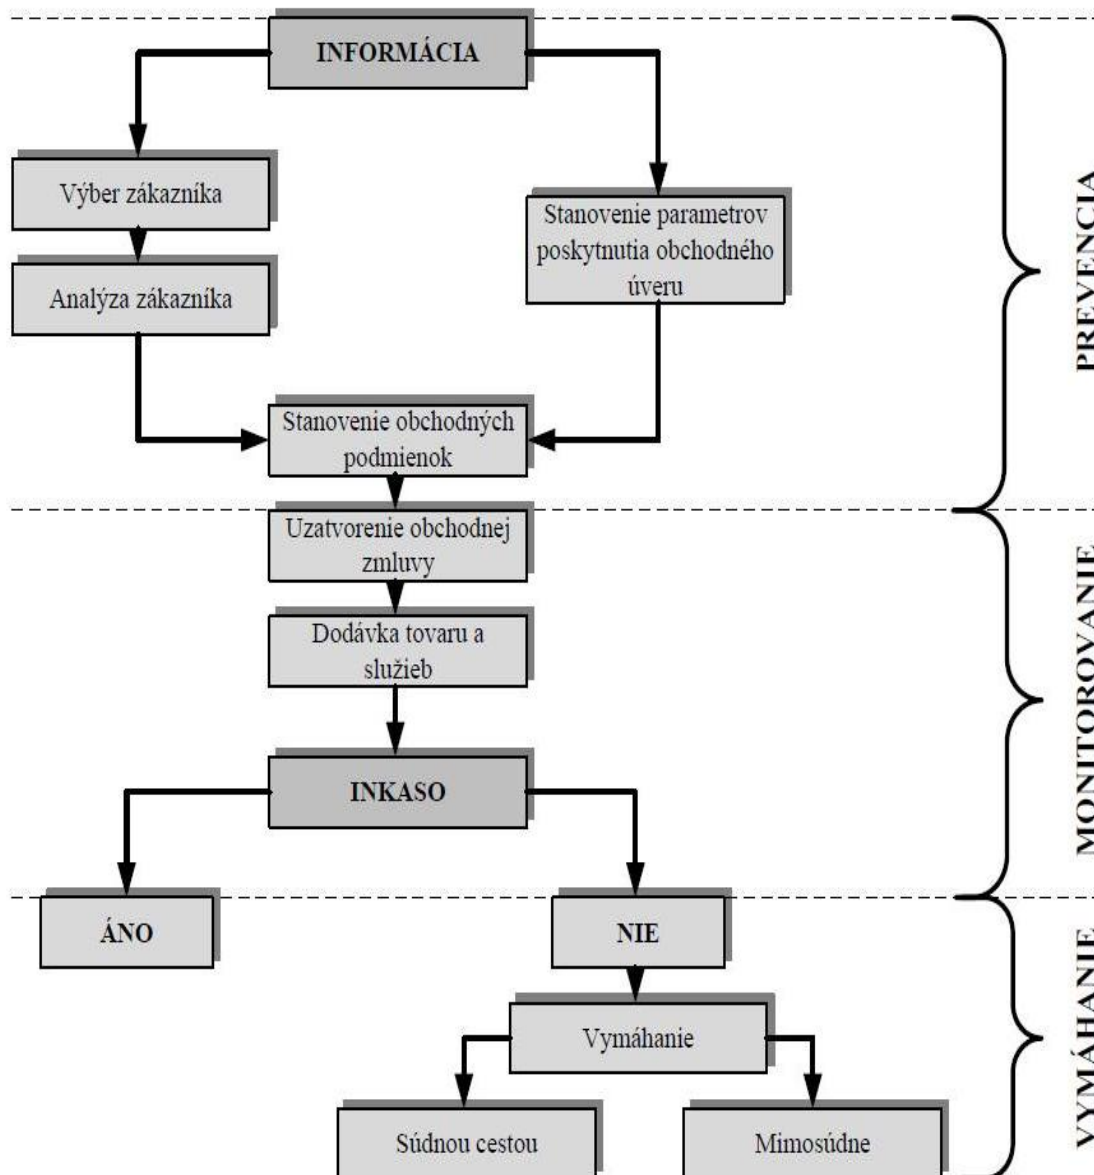 INFORMÁCIA
Výber zákazníka
Analýza zákazníka
Stanovenie parametrov
poskytnutia obchodného
úveru
Stanovenie obchodných
podmienok
PREVENCIA
Uzatvorenie obchodnej
zmluvy
Dodávka tovaru a
služieb
INKASO
MONITOROVANIE
ÁNO
NIE
Vymáhanie
Súdnou cestou
Mimosúdne
VYMÁHANIE